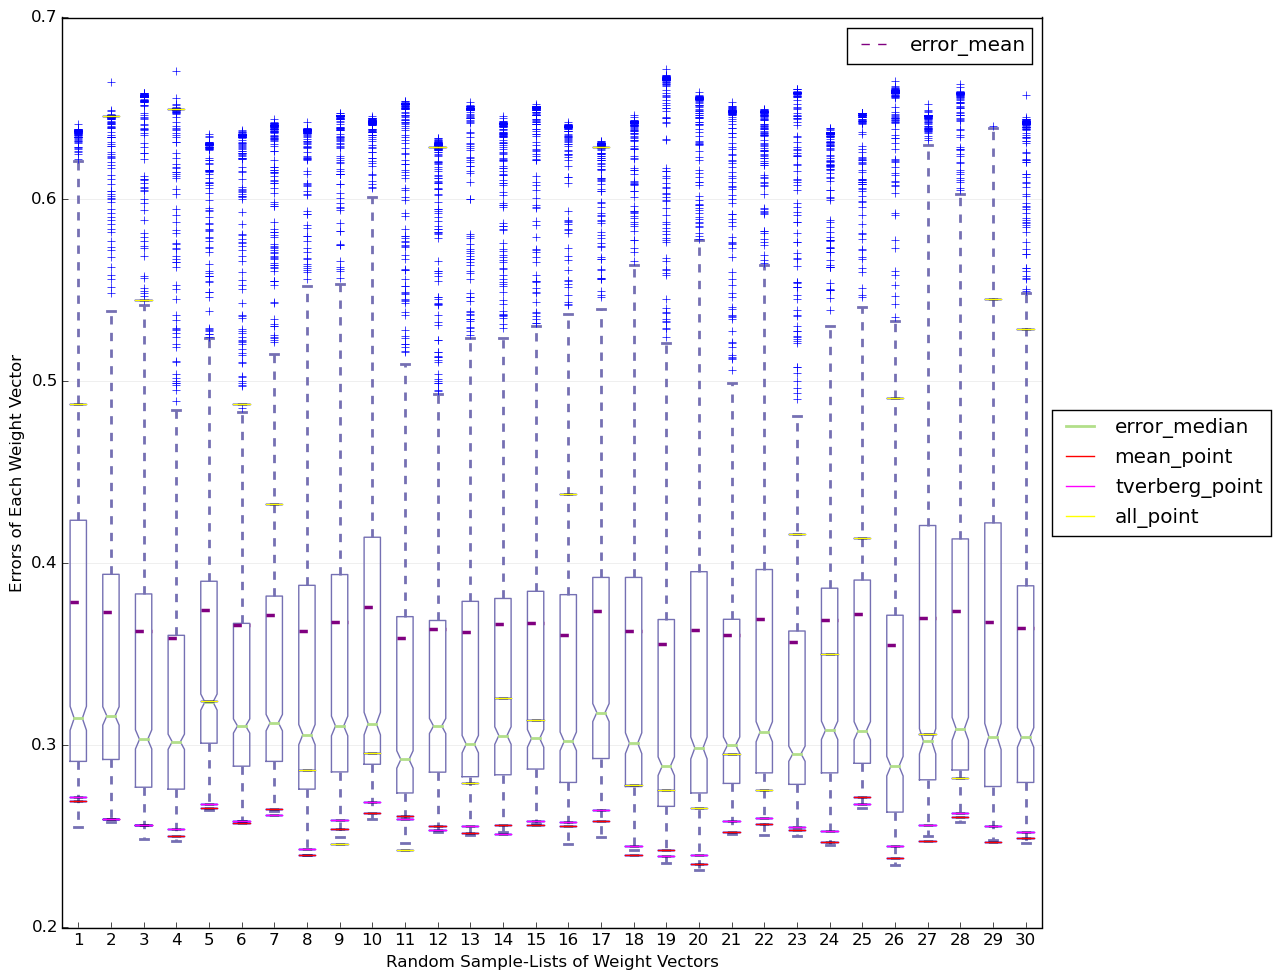 0.7
0.6
0.5
0.4
0.3
0.2
Errors of Each Weight Vector
error_mean
error_median
mean_point
tverberg_point
all_point
1 2 3 4 5 6 7 8 9 10 11 12 13 14 15 16 17 18 19 20 21 22 23 24 25 26 27 28 29 30
Random Sample-Lists of Weight Vectors